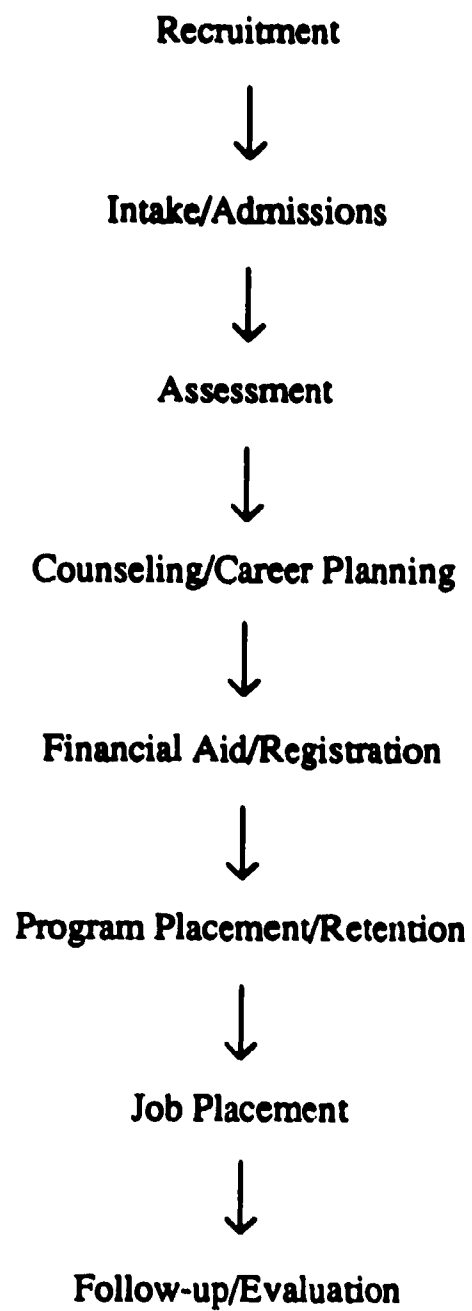 Recruitment
Intake/Admissions
Assessment
Counseling/Career Planning
Financial Aid/Registration
Program Placement/Retention
Job Placement
Follow-up/Evaluation